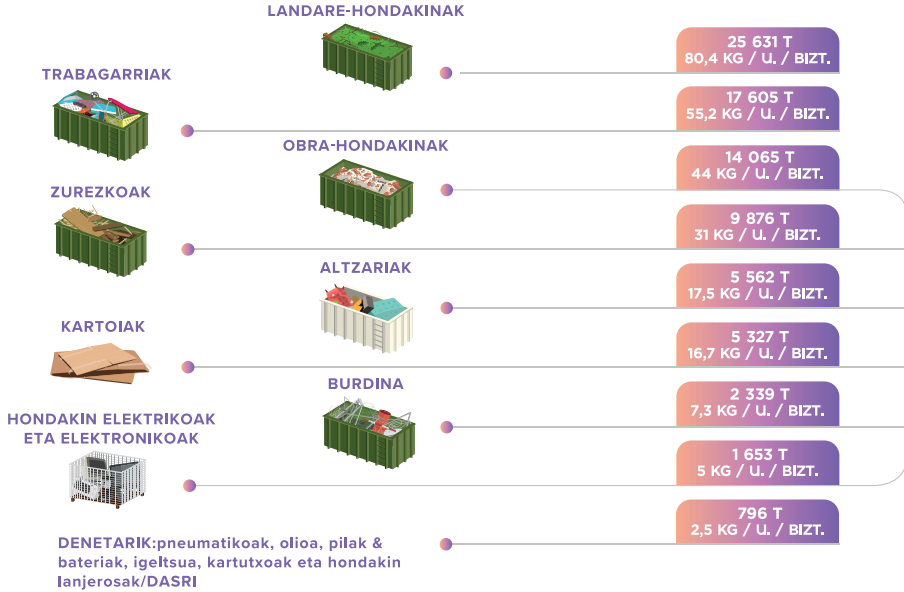 LANDARE-HONDAKINAK
25 631 T
80,4 KG / U. / BIZT.
TRABAGARRIAK
17 605 T
55,2 KG / U. / BIZT.
OBRA-HONDAKINAK
14 065 T
44 KG / U. / BIZT.
ZUREZKOAK
9 876 T
31 KG / U. / BIZT.
ALTZARIAK
5 562 T
17,5 KG / U. / BIZT.
KARTOIAK
5 327 T
16,7 KG / U. / BIZT.
BURDINA
2 339 T
7,3 KG / U. / BIZT.
HONDAKIN ELEKTRIKOAK
ETA ELEKTRONIKOAK
1 653 T
5 KG / U. / BIZT.
796 T
2,5 KG / U. / BIZT.
DENETARIK:pneumatikoak, olioa, pilak &
bateriak, igeltsua, kartutxoak eta hondakin
lanjerosak/DASRI